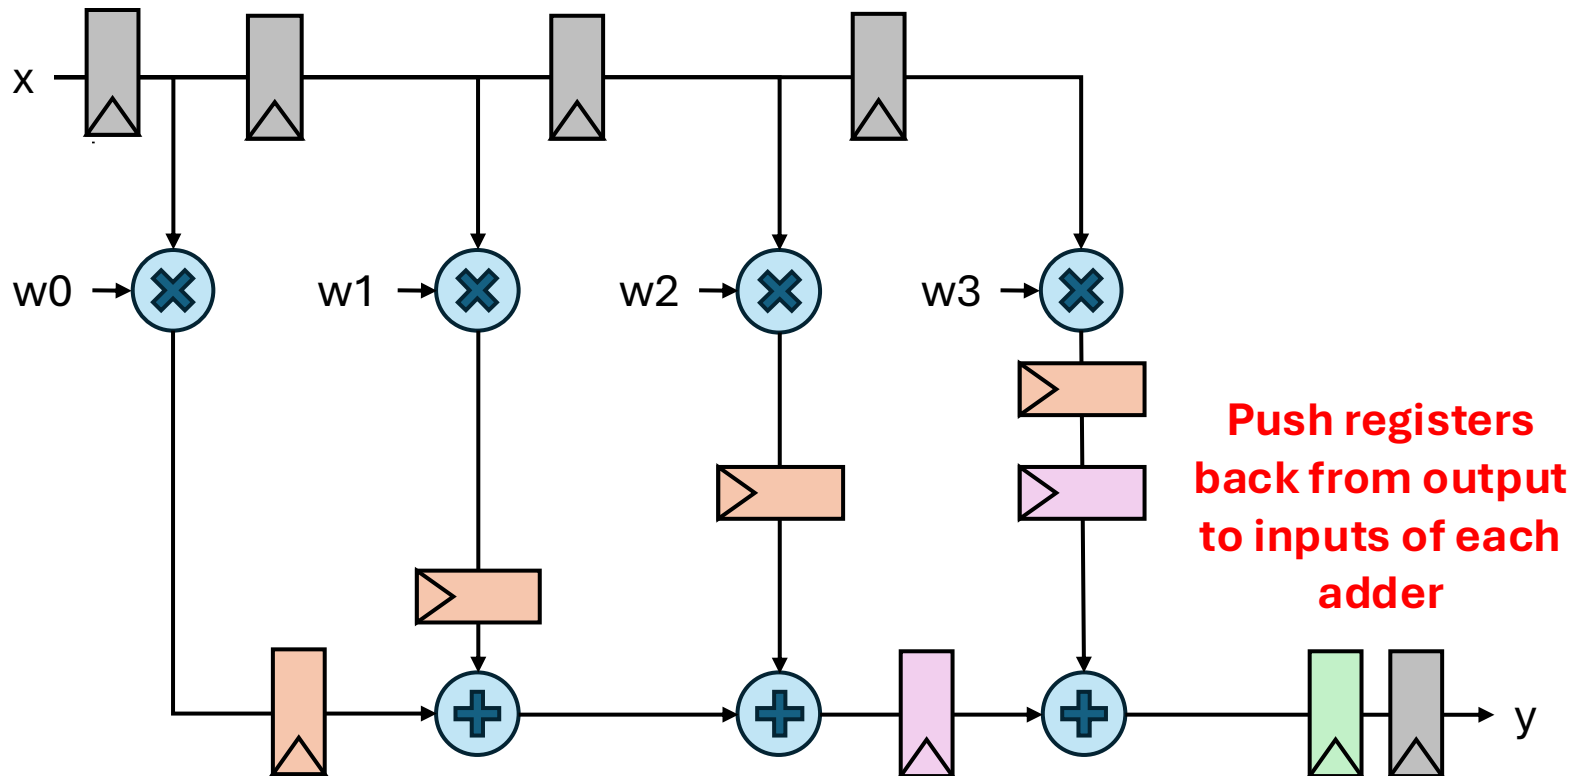 x
w0
w1
w2
w3
Push registers
back from output
to inputs of each
adder
y